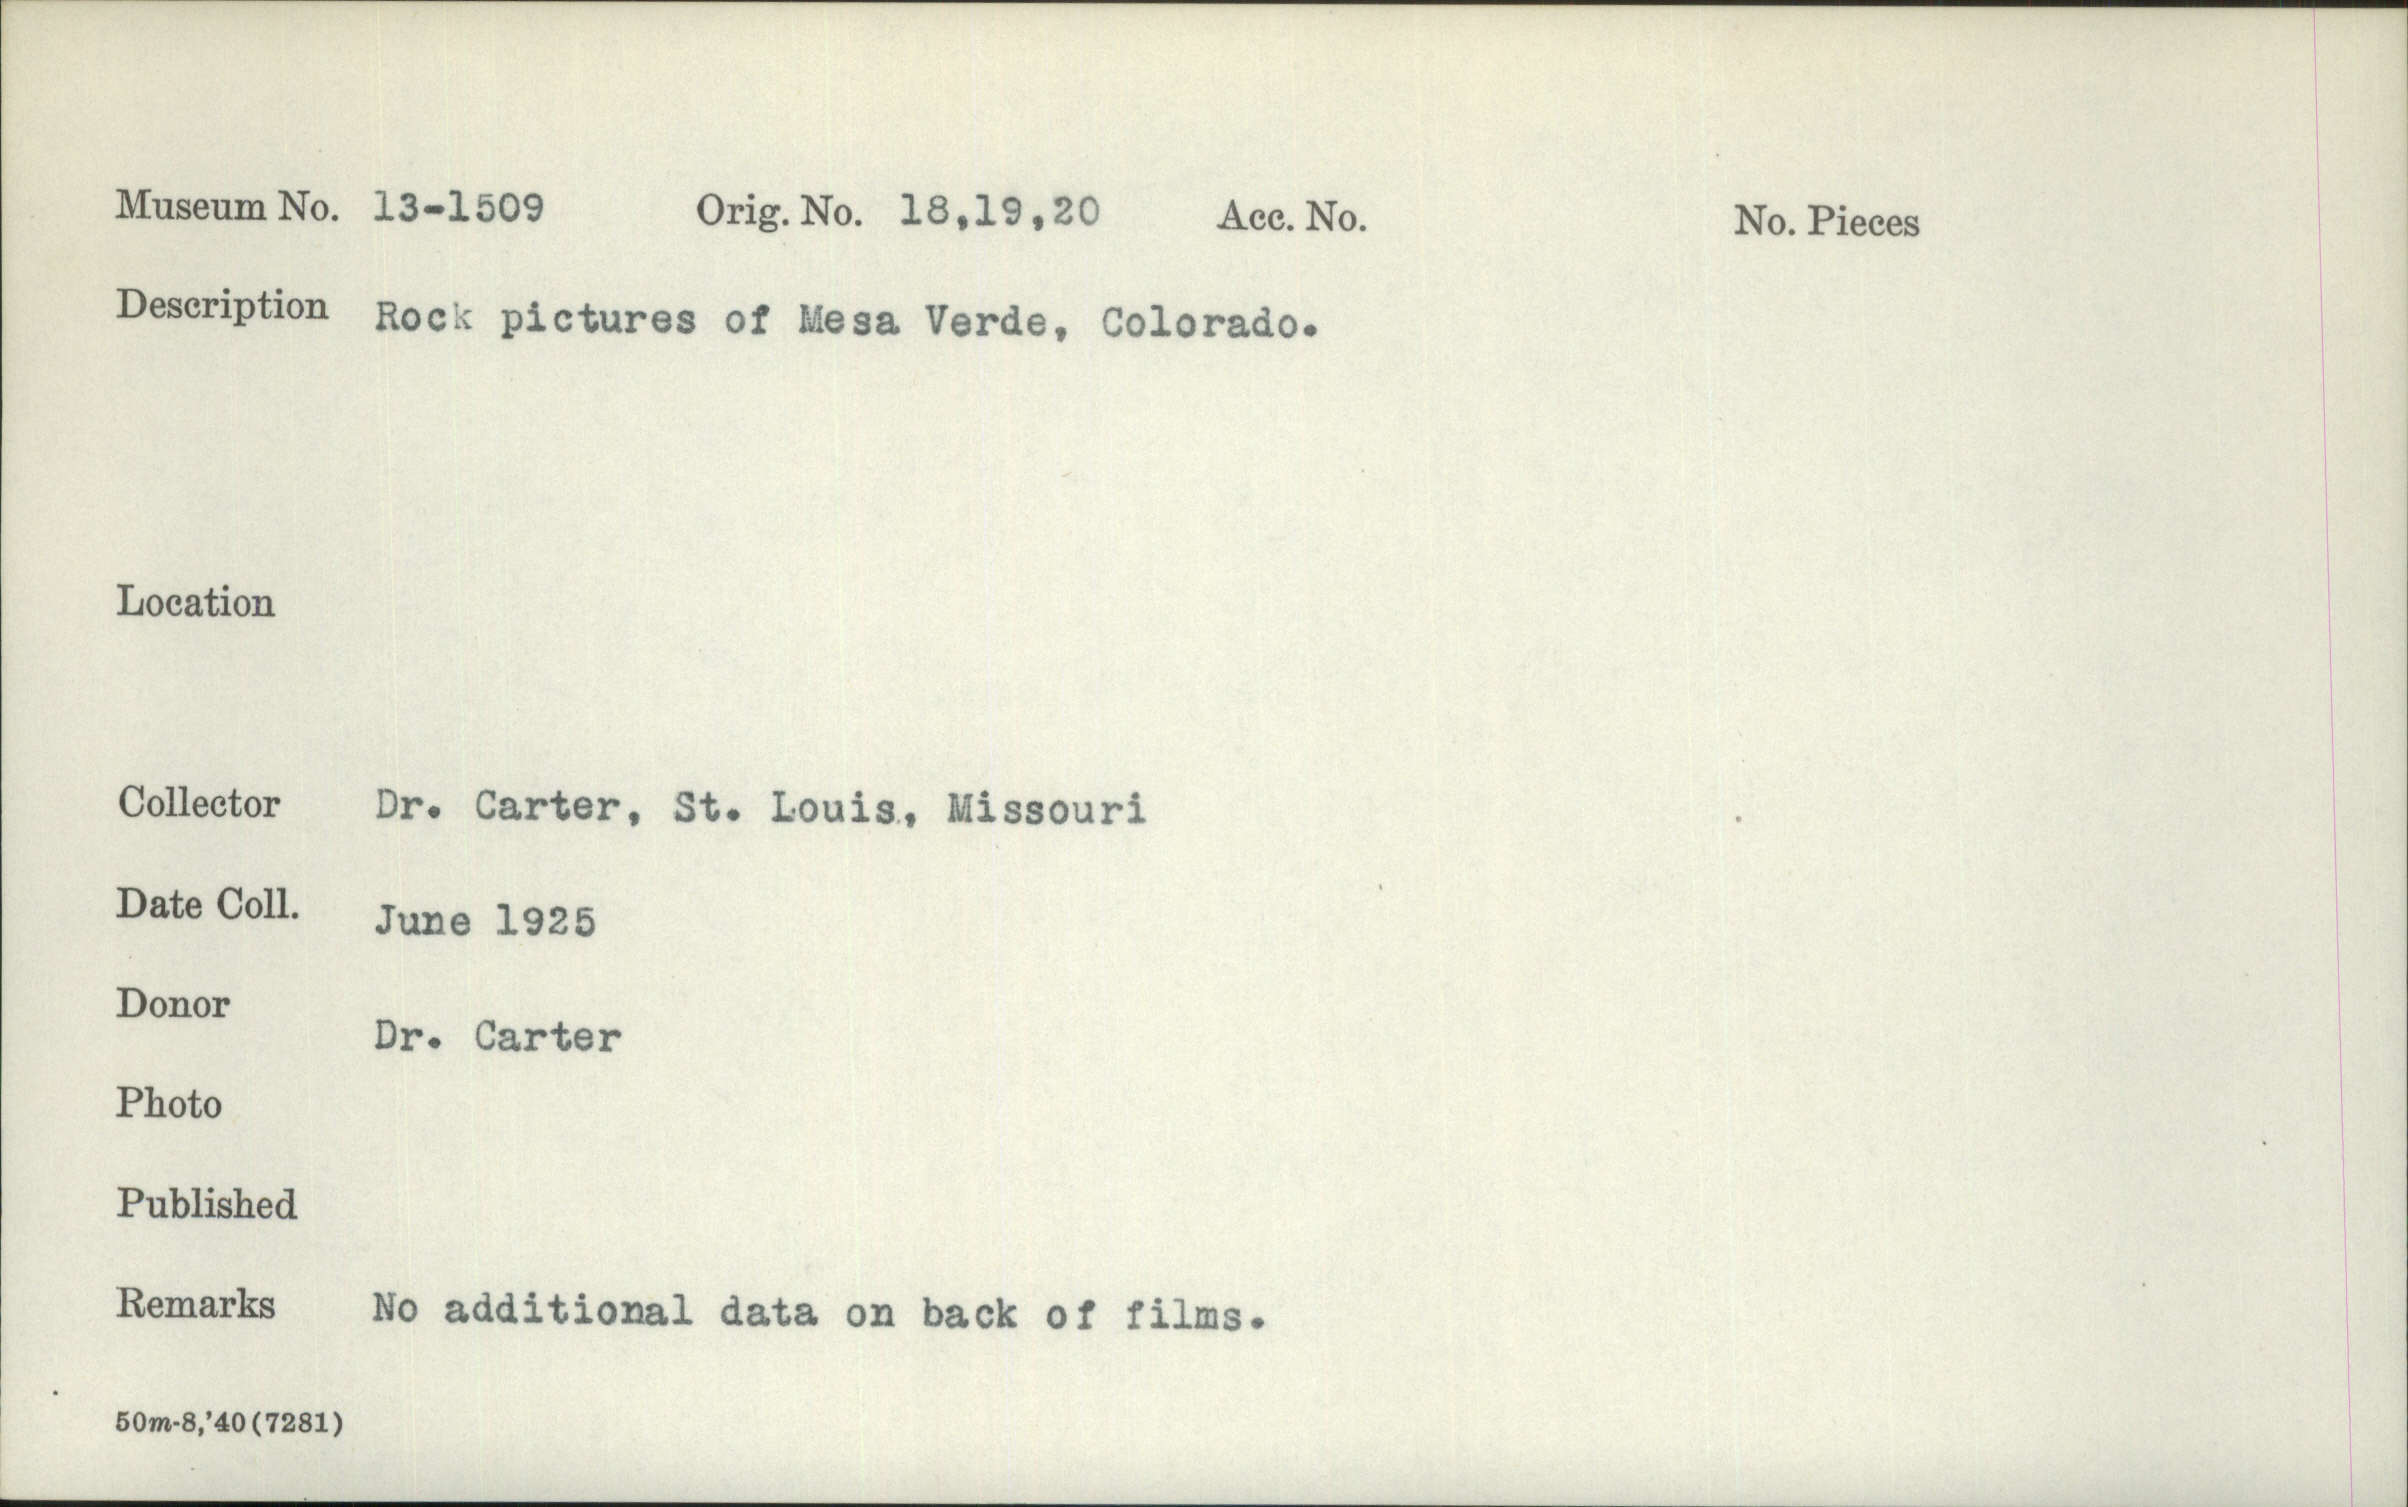 Museum No. 13-1509 Orig. No. 18,19,20 Acc. No. No. Pieces
Description Rock pictures of Mesa Verde, Colorado.
Location
Collector Dr. Carter, St. Louis, Missouri
Date Coll. June 1925
Donor Dr. Carter
Photo
Published
Remarks No additional data on back of films.
50m-8,'40(7281)